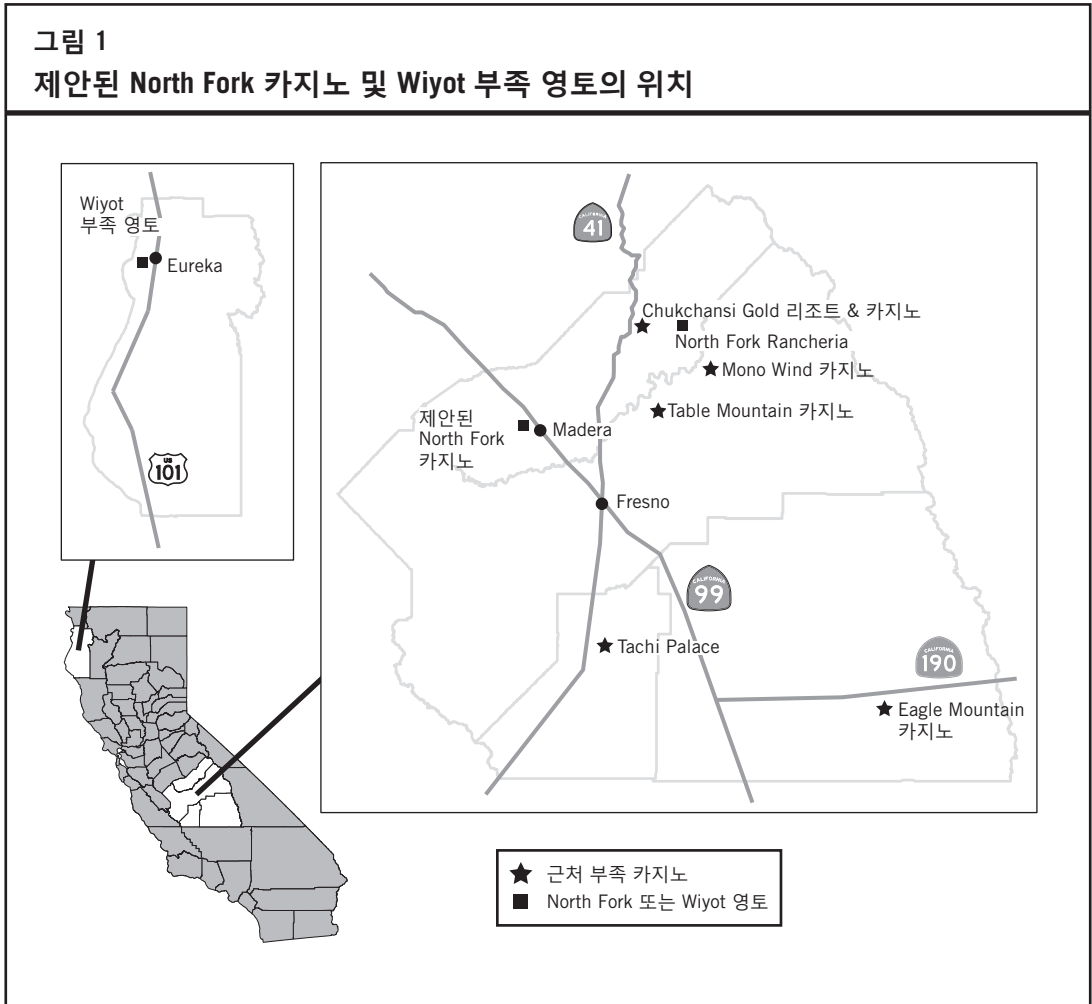 그림 1
제안된 North Fork 카지노 및 Wiyot 부족 영토의 위치
Wiyot
부족 영토
Eureka
US
101
CALIFORNIA
41
Chukchansi Gold 리조트 & 카지노
North Fork Rancheria
Mono Wind 카지노
Table Mountain 카지노
제안된
North Fork
카지노
Madera
Fresno
CALIFORNIA
99
Tachi Palace
CALIFORNIA
190
Eagle Mountain
카지노
근처 부족 카지노
North Fork 또는 Wiyot 영토